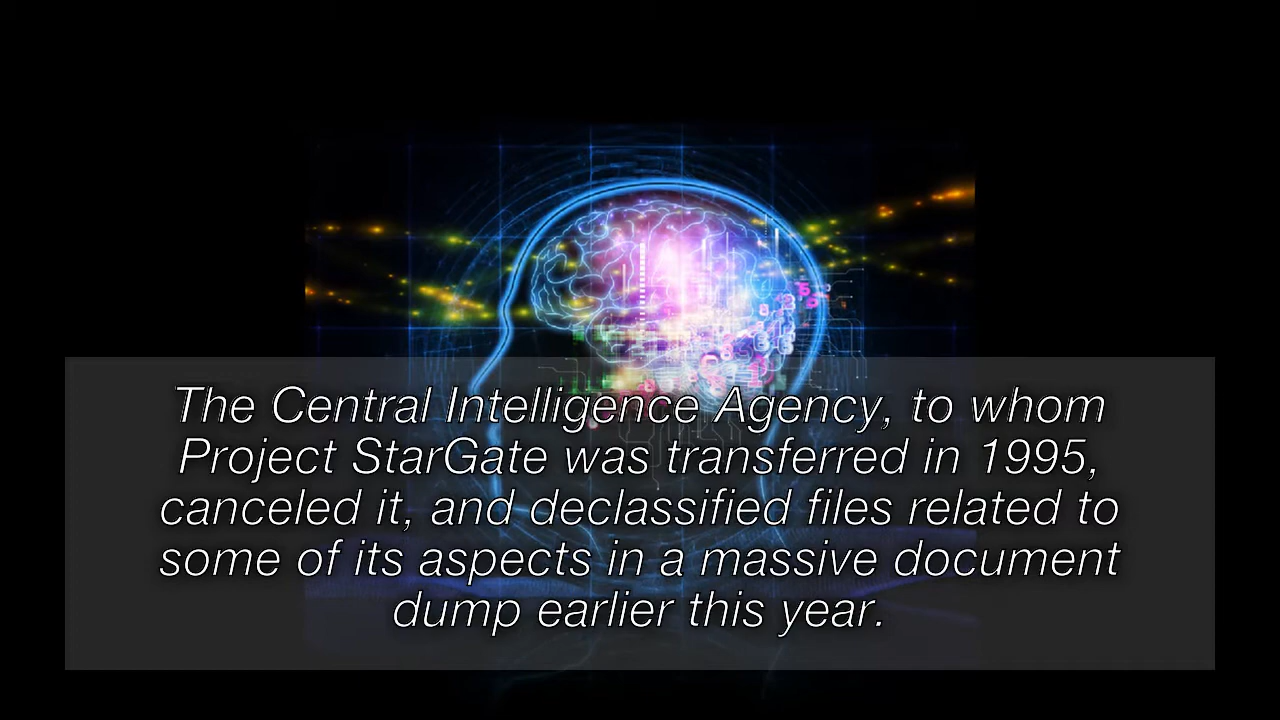 The Central Intelligence Agency, to whom
Project StarGate was transferred in 1995,
canceled it, and declassified files related to
some of its aspects in a massive document
dump earlier this year.